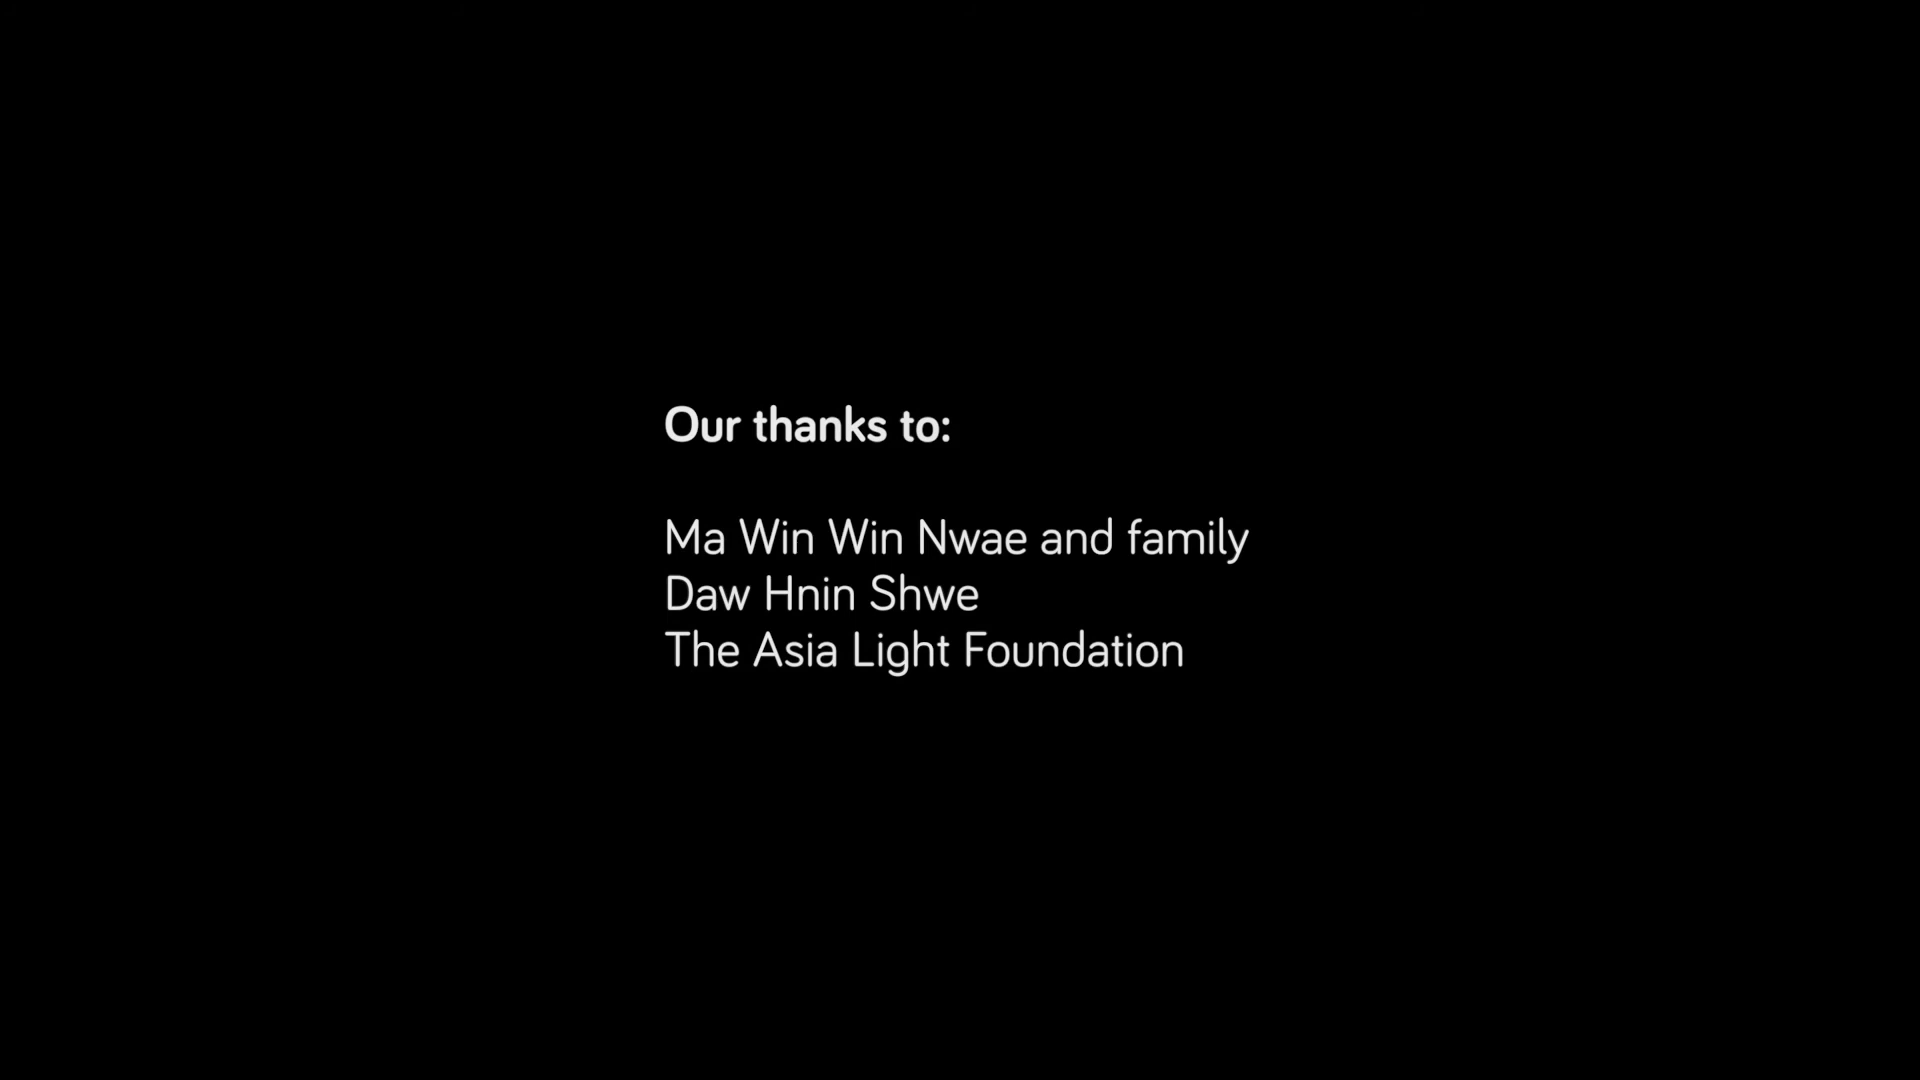 Our thanks to:
Ma Win Win Nwae and family
Daw Hnin Shwe
The Asia Light Foundation